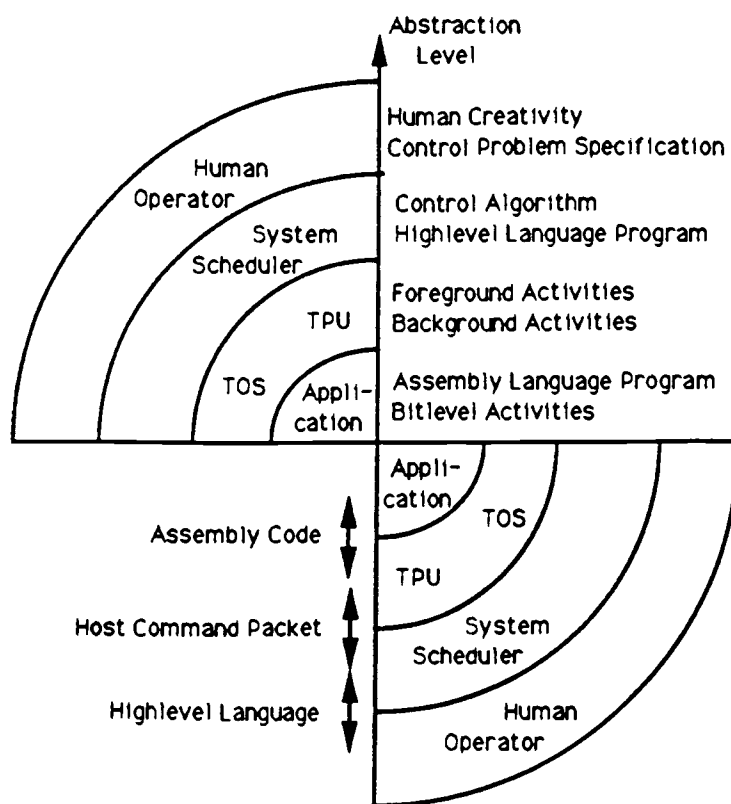 Abstraction
Level
Human Creativity
Control Problem Specification
Human
Operator
Control Algorithm
Highlevel Language Program
System
Scheduler
Foreground Activities
Background Activities
TPU
TOS
Assembly Language Program
Bitlevel Activities
Appli-
cation
Appli-
cation
TOS
TPU
Assembly Code
Host Command Packet
System
Scheduler
Highlevel Language
Human
Operator